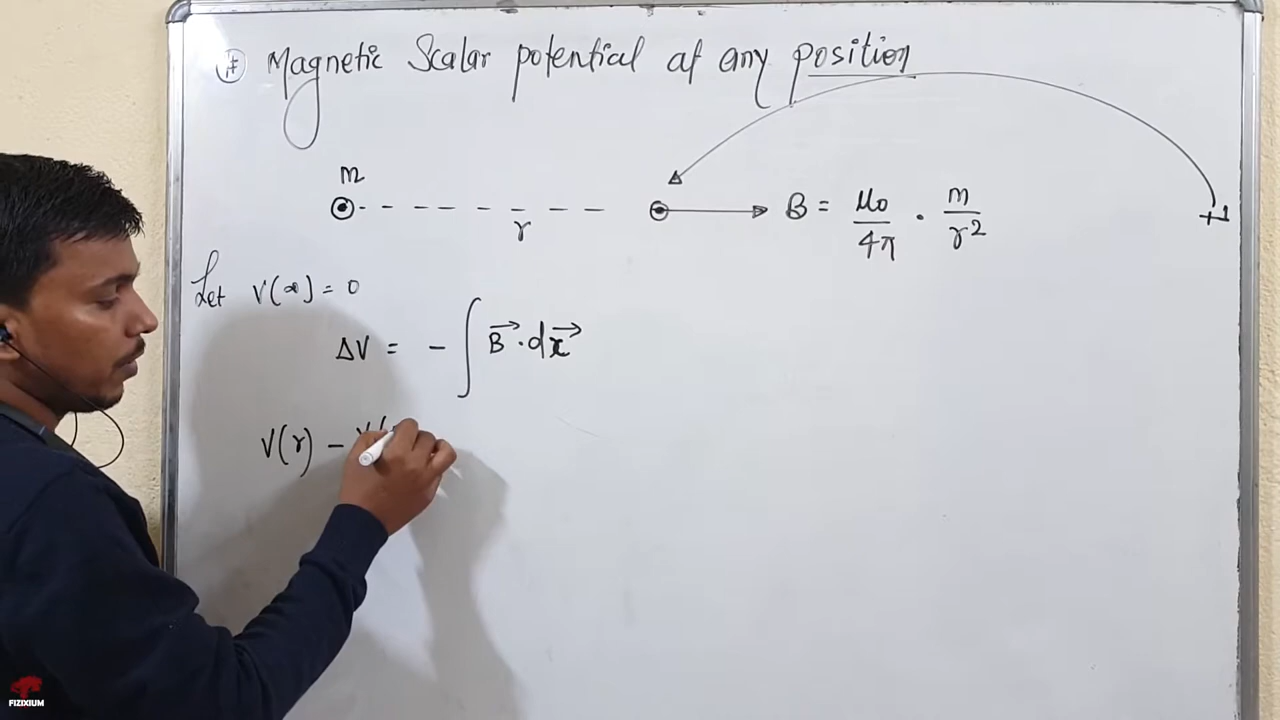 # Magnetic Scalar potential at any position
m
r
B = μ0/4π · m/r²
+1
Let V(∞) = 0
ΔV = - ∫ B⃗ · dx⃗
V(r) - V(
FIZIXIUM